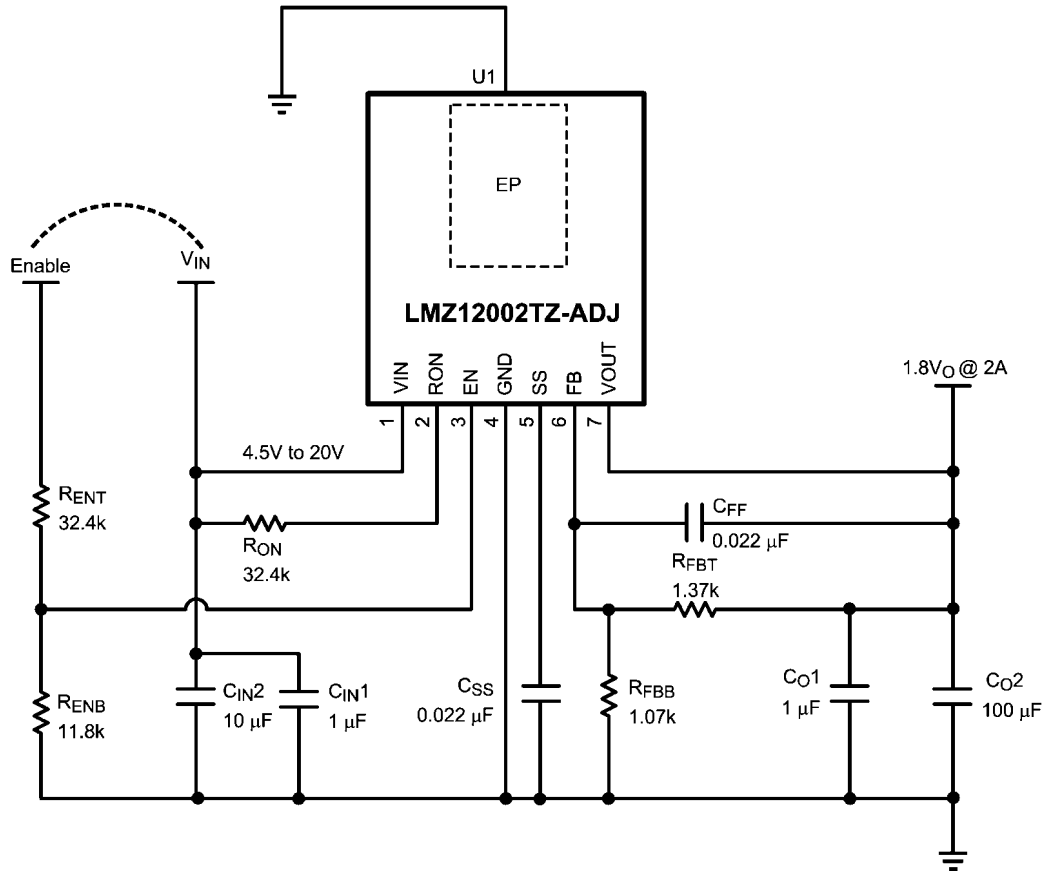 U1
EP
Enable
VIN
LMZ12002TZ-ADJ
VIN
RON
EN
GND
SS
FB
VOUT
1
2
3
4
5
6
7
1.8VO @ 2A
4.5V to 20V
RENT
32.4k
RON
32.4k
CFF
0.022 µF
RFBT
1.37k
RENB
11.8k
CIN2
10 µF
CIN1
1 µF
CSS
0.022 µF
RFBB
1.07k
CO1
1 µF
CO2
100 µF